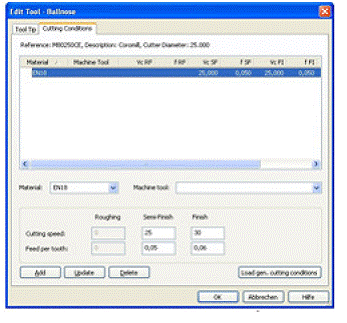 Edit Tool - Ballnose
Tool Tip Cutting Conditions
Reference: M80250CE, Description: Coromill, Cutter Diameter: 25.000
Material Machine Tool Vc RF f RF Vc SF f SF Vc FI f FI
EN18 25,000 0,050 25,000 0,050
Material: EN18 Machine tool:
Roughing Semi-Finish Finish
Cutting speed: 0 25 30
Feed per tooth: 0 0,05 0,06
Add Update Delete Load gen. cutting conditions
OK Abbrechen Hilfe